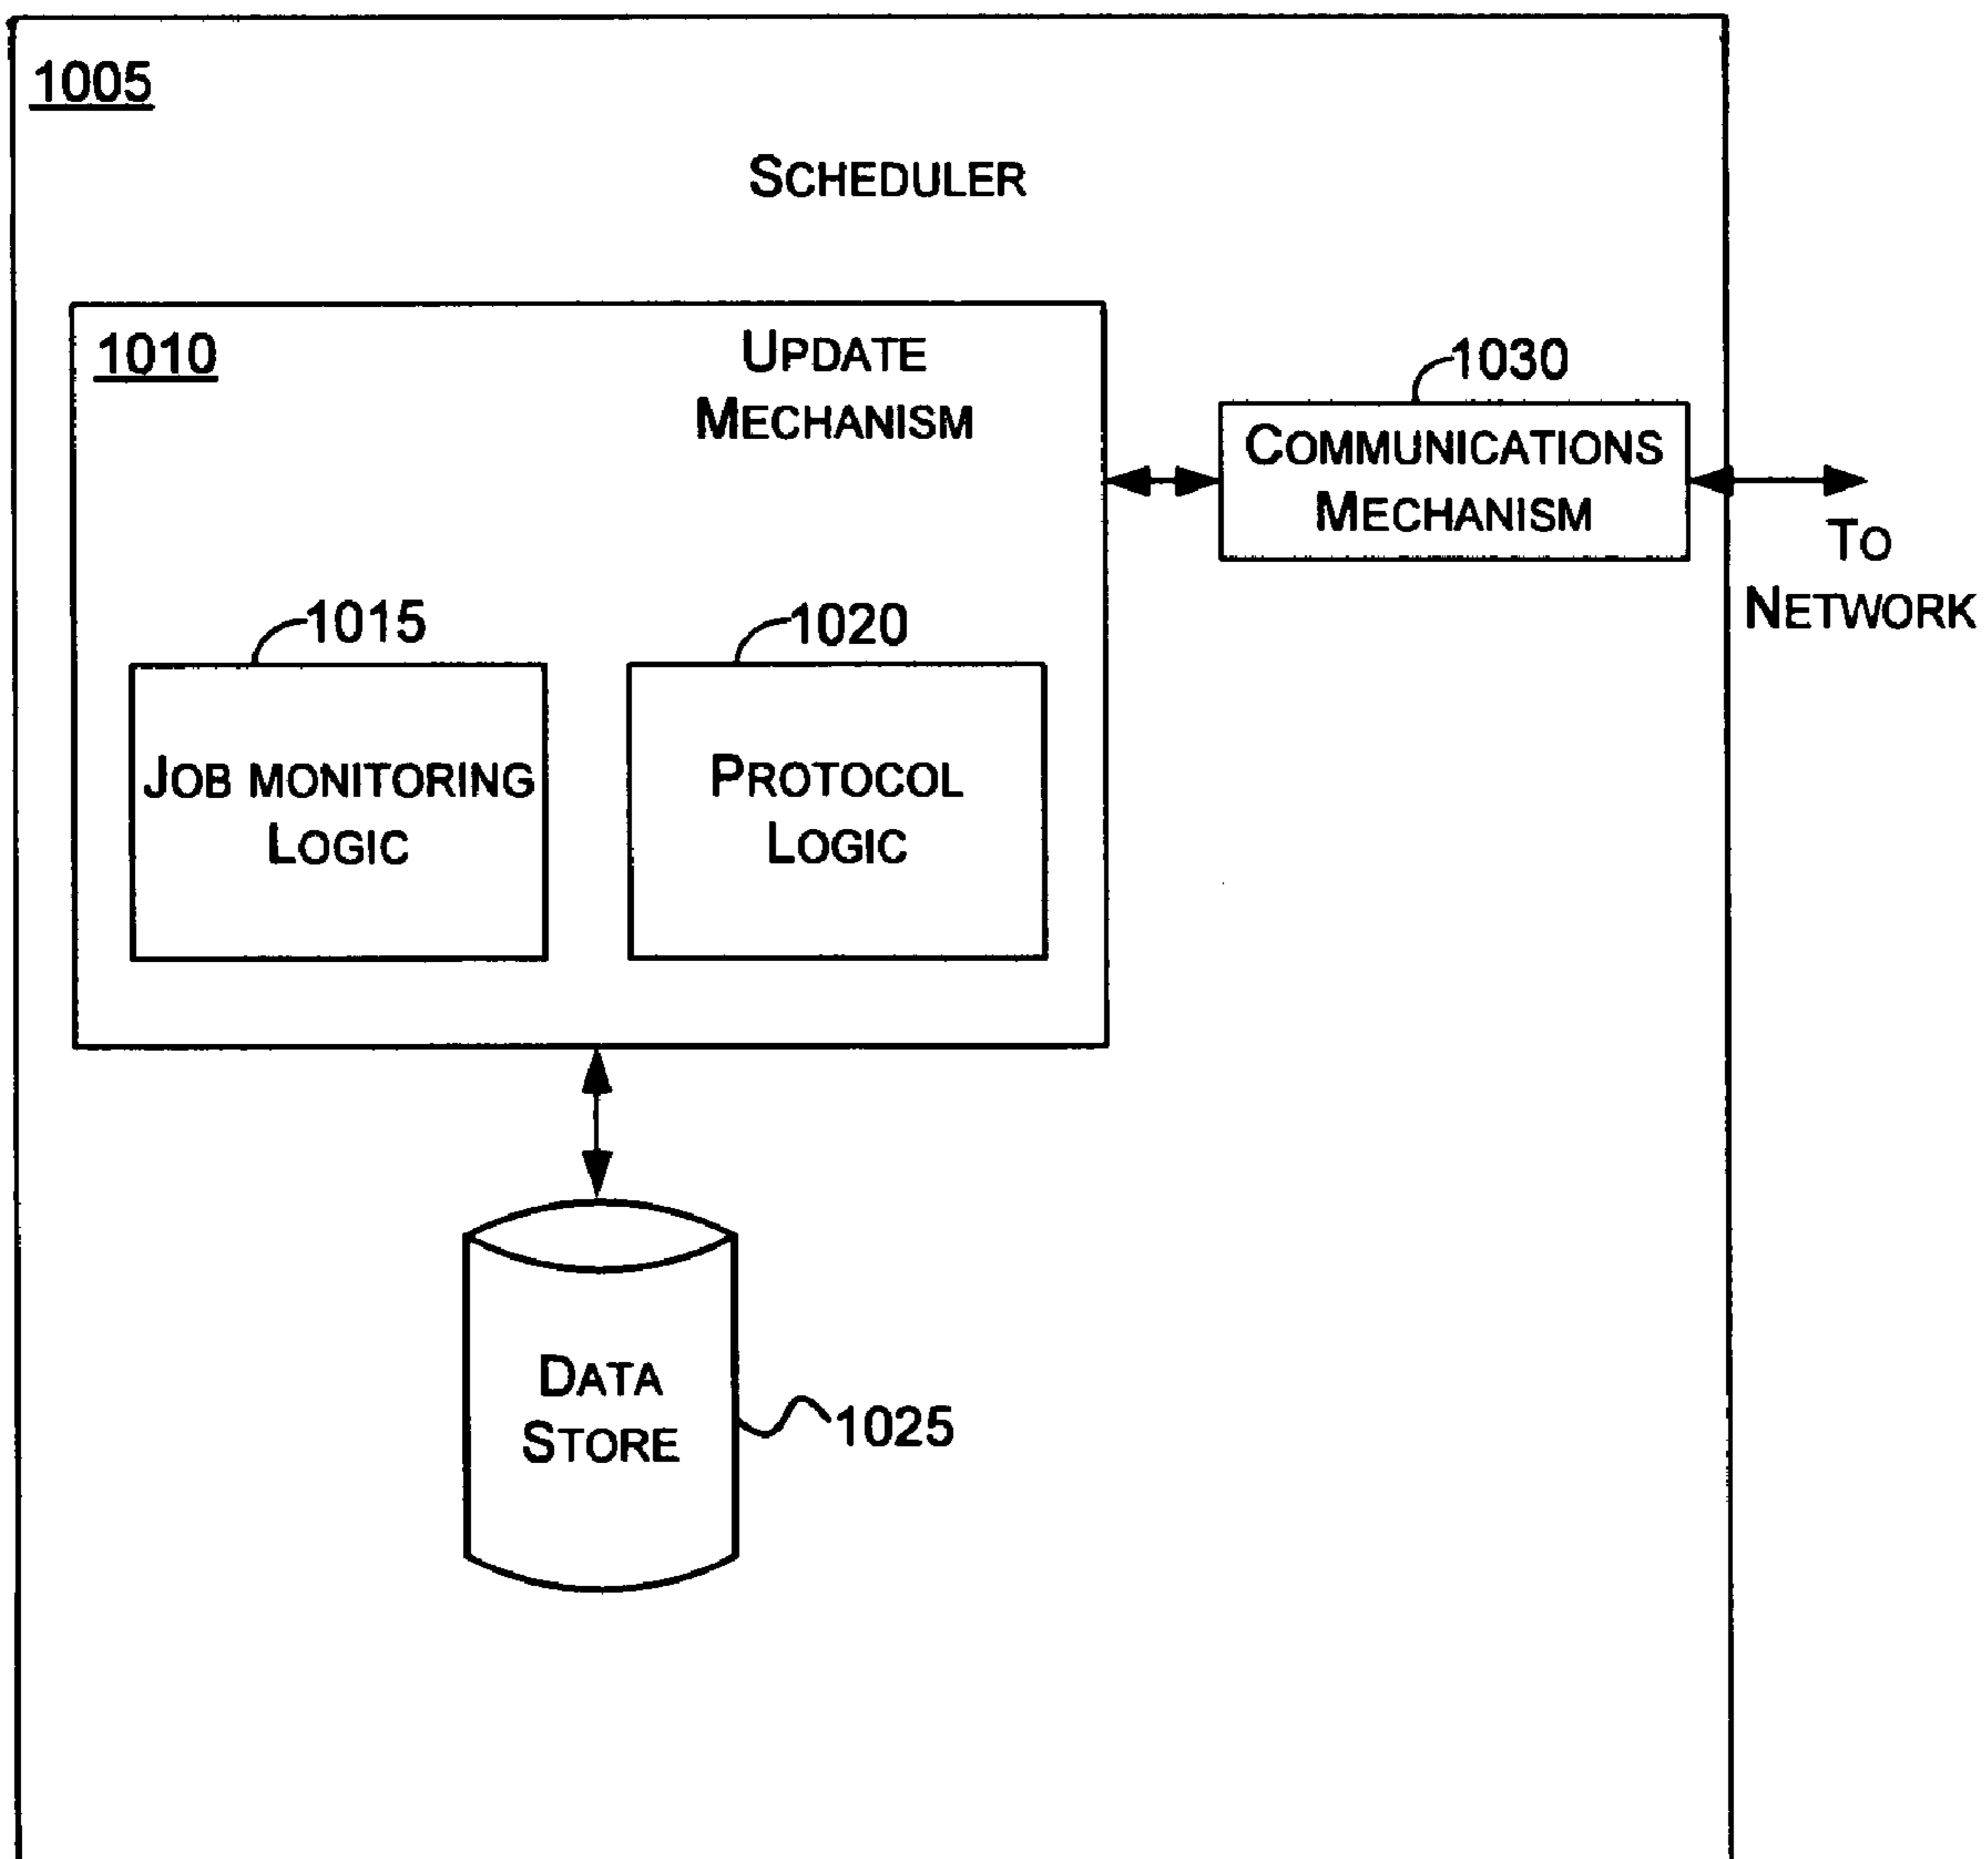 1005
SCHEDULER
1010
UPDATE
MECHANISM
1030
COMMUNICATIONS
MECHANISM
TO
NETWORK
1015
1020
JOB MONITORING
LOGIC
PROTOCOL
LOGIC
DATA
STORE
1025